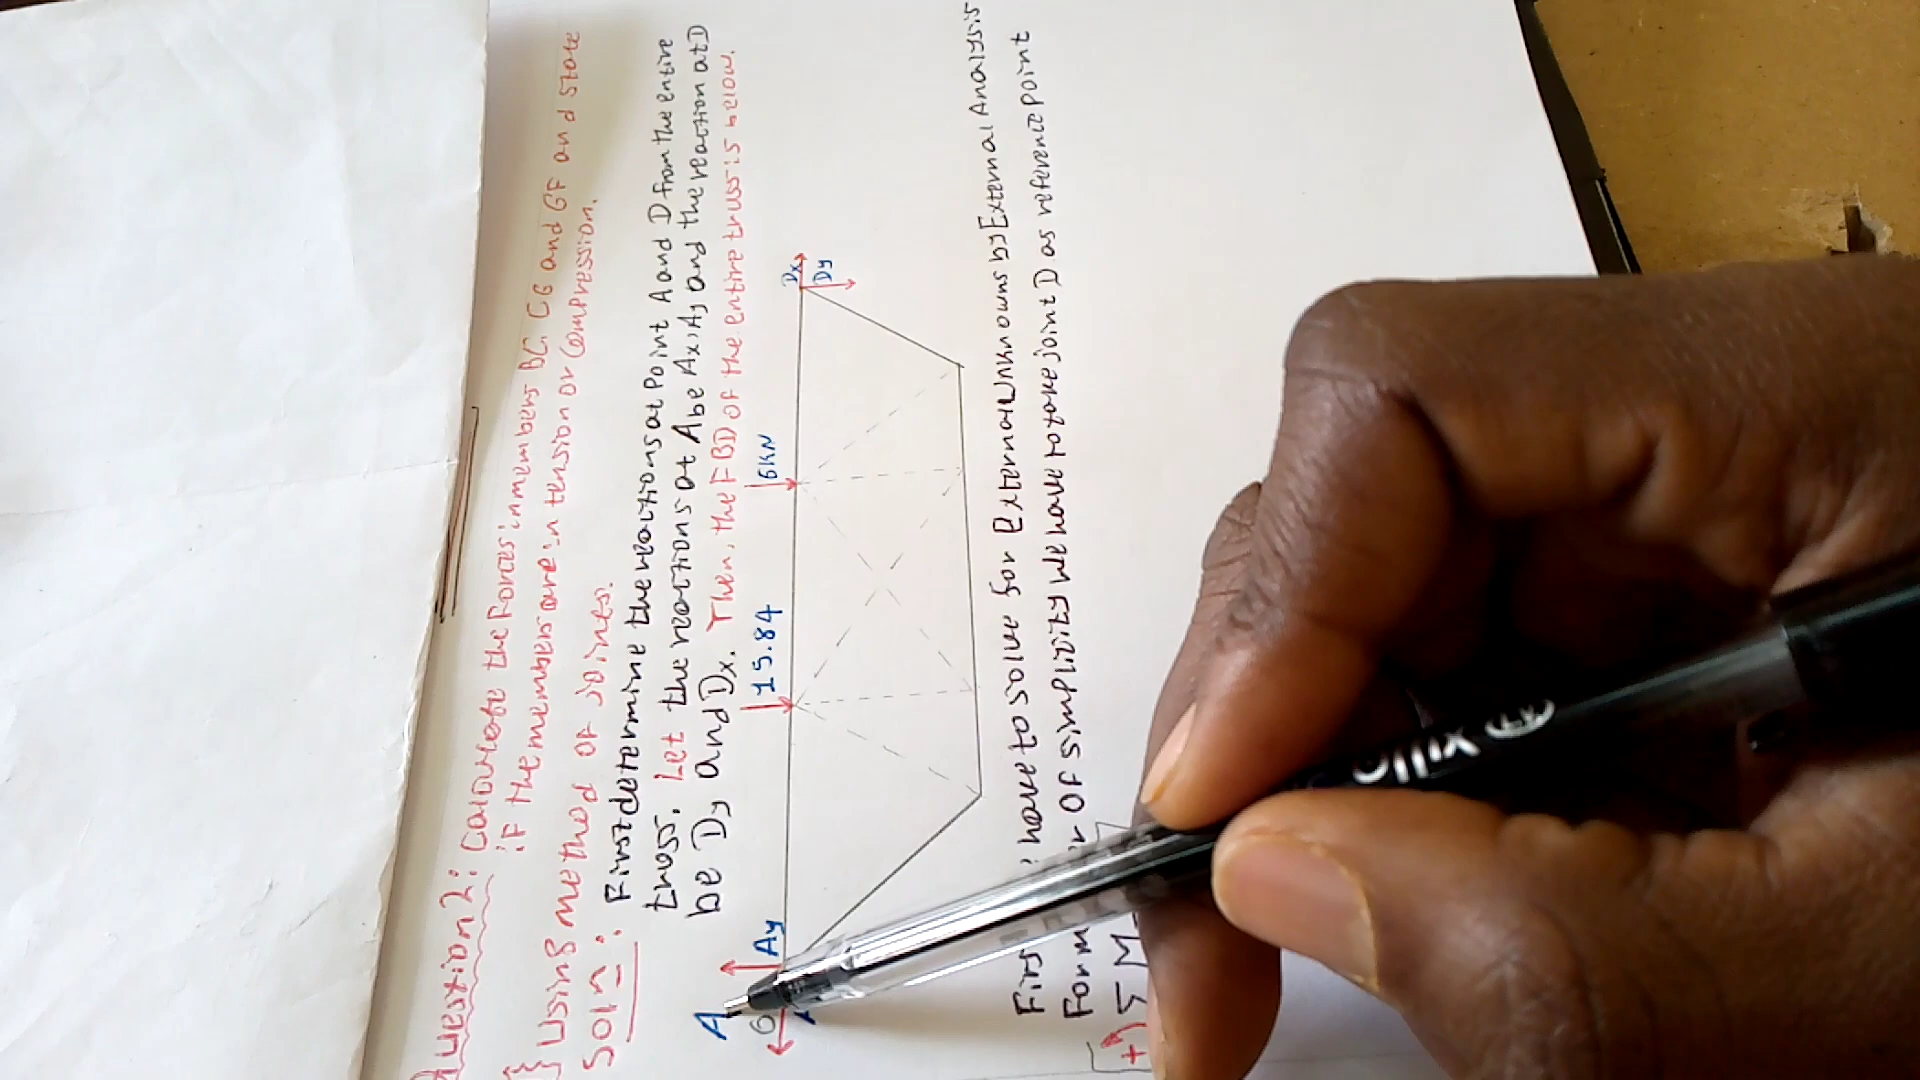 Question 2: Calculate the Forces in members BC, CG and GF and state
if the members are in tension or Compression.
Using method of joints.
Soln:
First determine the reactions at Point A and D from the entire
truss. Let the reactions at A be Ax, Ay and the reaction at D
be Dy and Dx. Then, the FBD of the entire truss is below.
A
Ay
15.84
6KN
Dx
Dy
have to solve for external unknowns by External Analysis
OF simplicity we have to take joint D as reference point
Form
+) ΣM
xillo